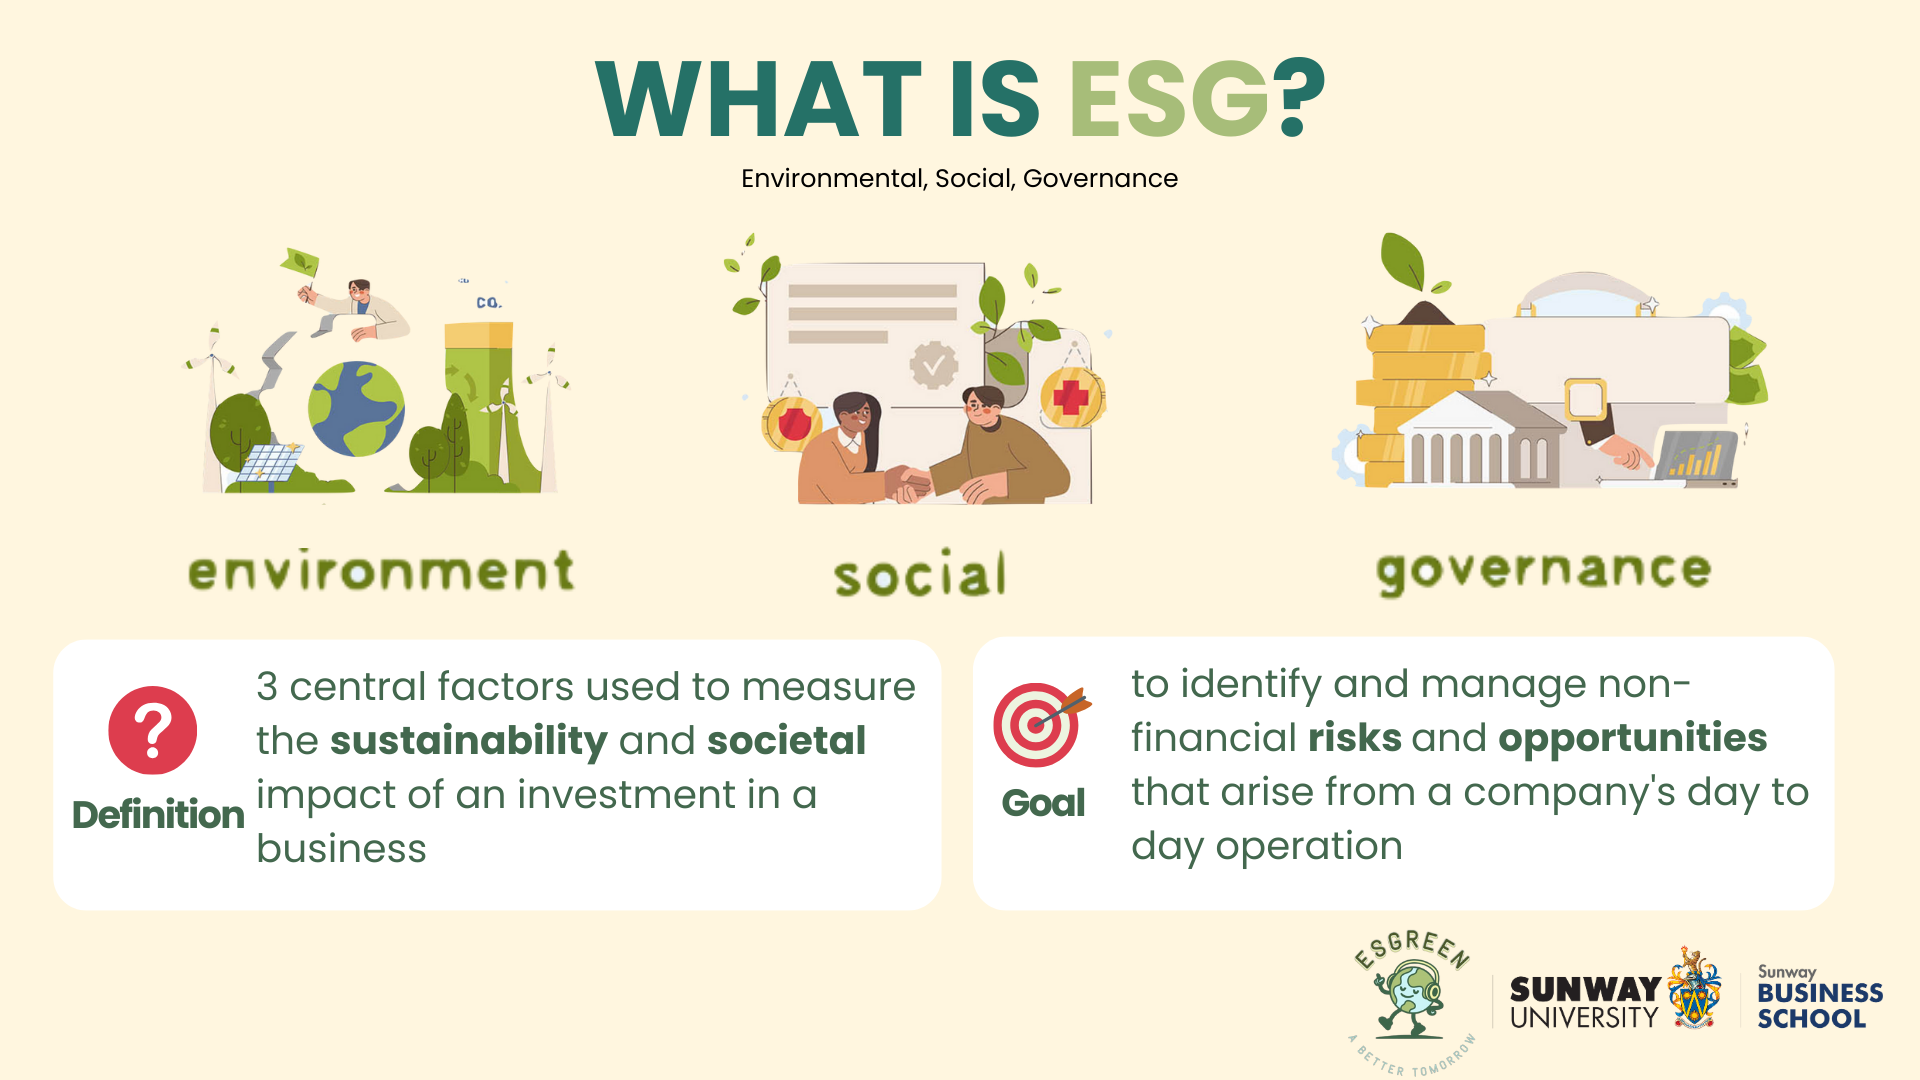 WHAT IS ESG?
Environmental, Social, Governance
CO.
environment
social
governance
Definition
3 central factors used to measure
the sustainability and societal
impact of an investment in a
business
Goal
to identify and manage non-
financial risks and opportunities
that arise from a company's day to
day operation
ESGREEN
A BETTER TOMORROW
SUNWAY
UNIVERSITY
Sunway
BUSINESS
SCHOOL